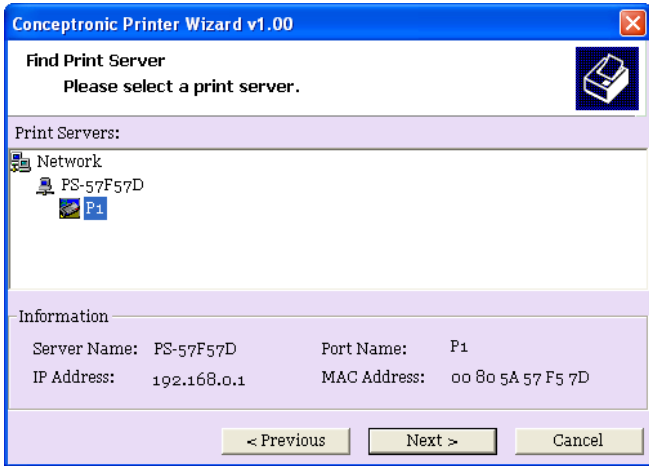 Conceptronic Printer Wizard v1.00
Find Print Server
Please select a print server.
Print Servers:
Network
PS-57F57D
P1
Information
Server Name: PS-57F57D Port Name: P1
IP Address: 192.168.0.1 MAC Address: 00 80 5A 57 F5 7D
< Previous Next > Cancel